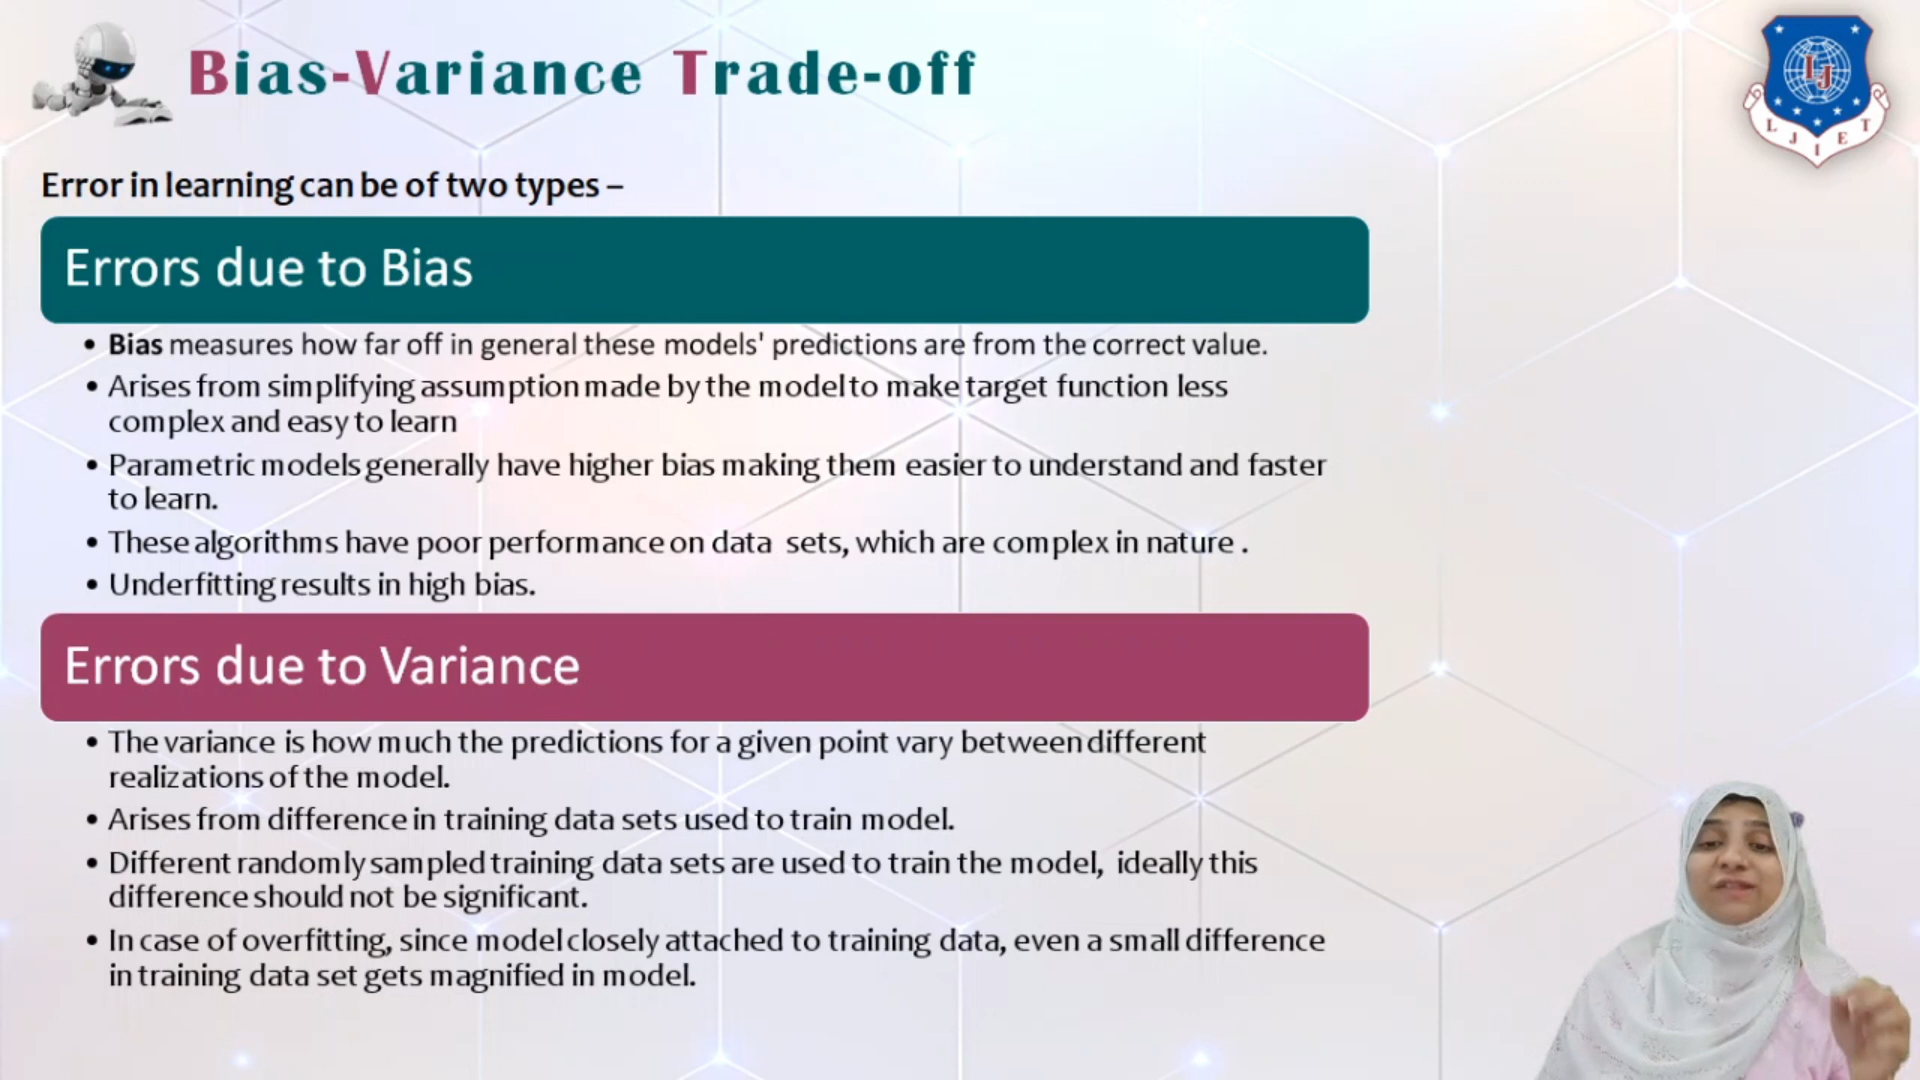 Bias-Variance Trade-off
L J I E T
Error in learning can be of two types –
Errors due to Bias
• Bias measures how far off in general these models' predictions are from the correct value.
• Arises from simplifying assumption made by the model to make target function less
complex and easy to learn
• Parametric models generally have higher bias making them easier to understand and faster
to learn.
• These algorithms have poor performance on data sets, which are complex in nature .
• Underfitting results in high bias.
Errors due to Variance
• The variance is how much the predictions for a given point vary between different
realizations of the model.
• Arises from difference in training data sets used to train model.
• Different randomly sampled training data sets are used to train the model, ideally this
difference should not be significant.
• In case of overfitting, since model closely attached to training data, even a small difference
in training data set gets magnified in model.